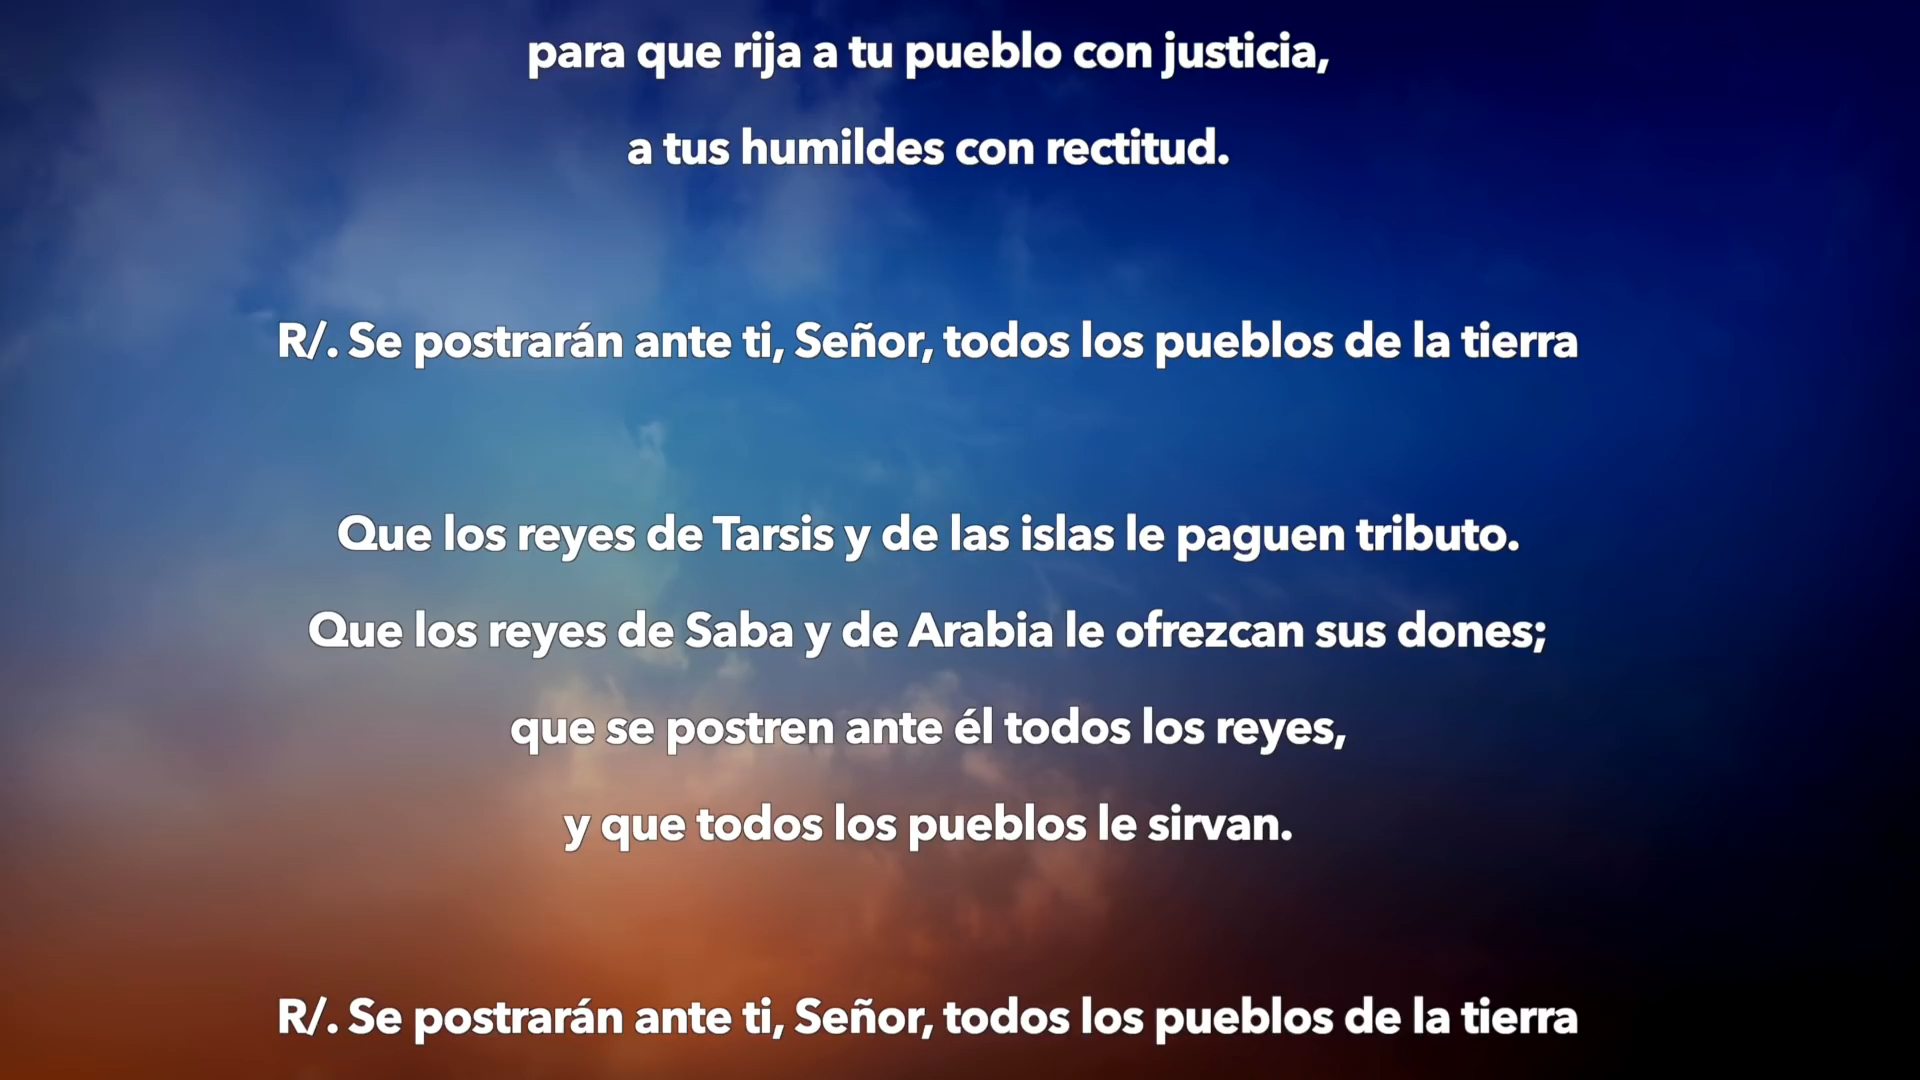 para que rija a tu pueblo con justicia,
a tus humildes con rectitud.
R/. Se postrarán ante ti, Señor, todos los pueblos de la tierra
Que los reyes de Tarsis y de las islas le paguen tributo.
Que los reyes de Saba y de Arabia le ofrezcan sus dones;
que se postren ante él todos los reyes,
y que todos los pueblos le sirvan.
R/. Se postrarán ante ti, Señor, todos los pueblos de la tierra